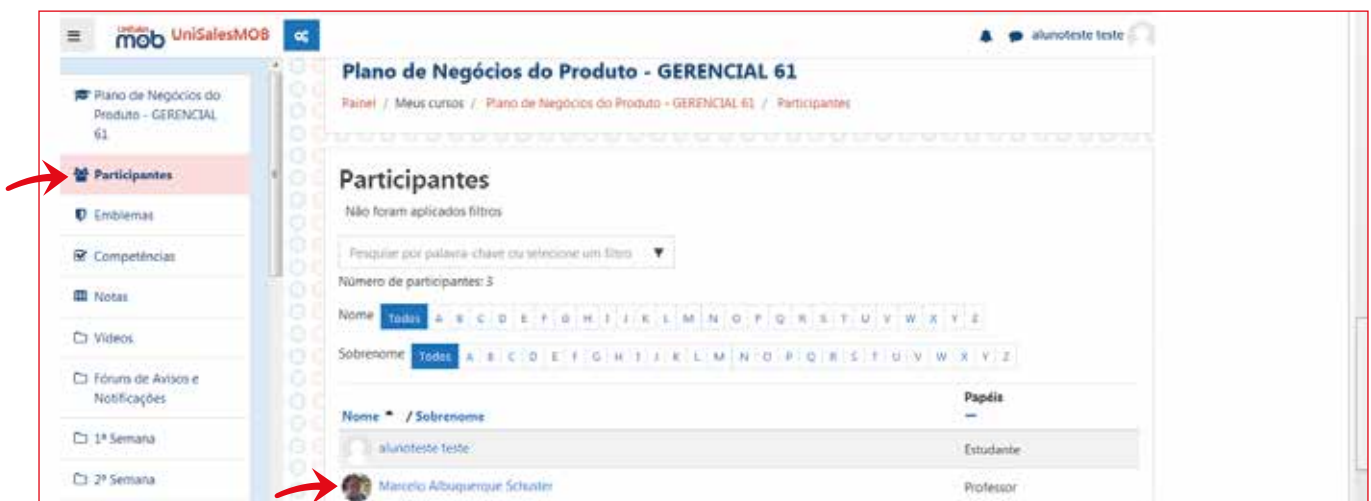 UniSales
mob UniSalesMOB
alunoteste teste
Plano de Negócios do Produto - GERENCIAL 61
Painel / Meus cursos / Plano de Negócios do Produto - GERENCIAL 61 / Participantes
Plano de Negócios do
Produto - GERENCIAL
61
Participantes
Emblemas
Competências
Notas
Vídeos
Fóruns de Avisos e
Notificações
1ª Semana
2ª Semana
Participantes
Não foram aplicados filtros
Pesquise por palavra-chave ou selecione um filtro ▼
Número de participantes: 3
Nome Todos A B C D E F G H I J K L M N O P Q R S T U V W X Y Z
Sobrenome Todos A B C D E F G H I J K L M N O P Q R S T U V W X Y Z
Nome / Sobrenome
Papéis
alunoteste teste Estudante
Marcelo Albuquerque Schuster Professor